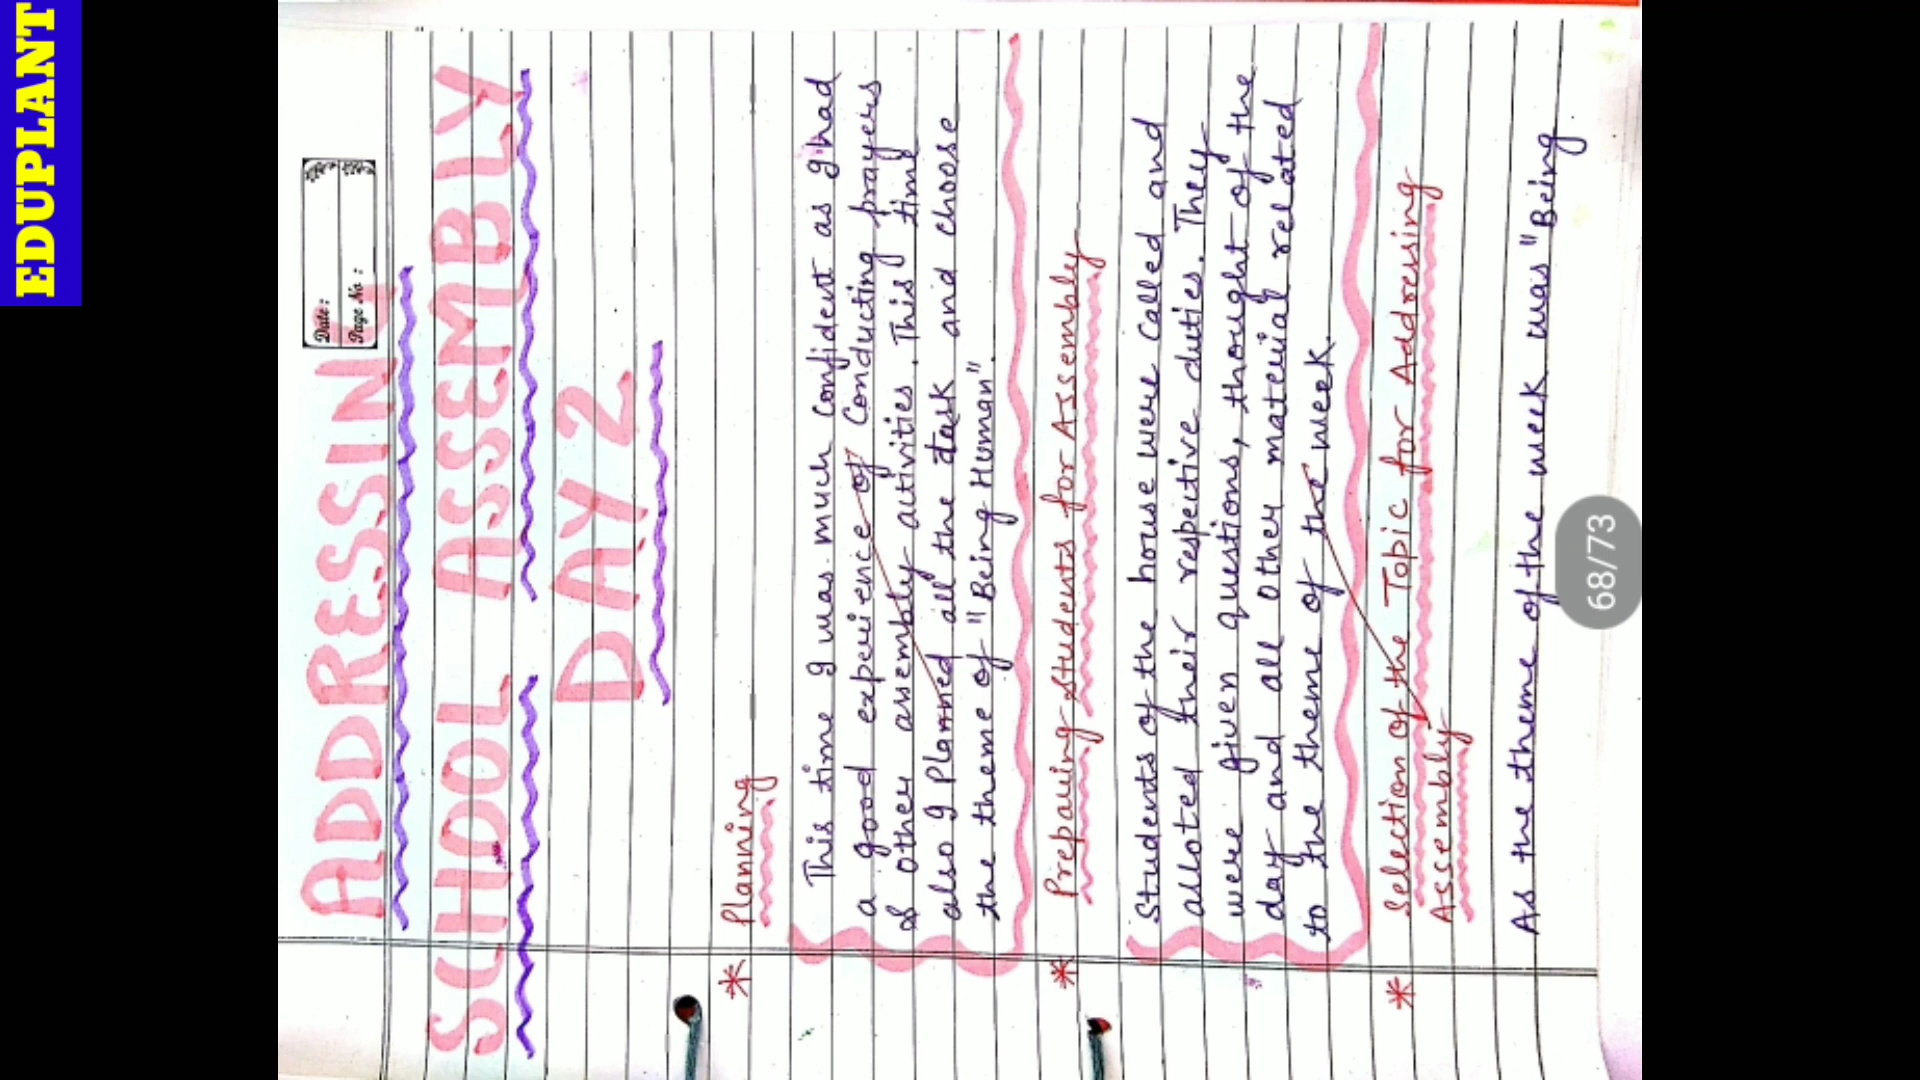 EDUPLANT
Date :
Page No :
ADDRESSING
SCHOOL ASSEMBLY
DAY 2
* Planning
This time I was much confident as I had
a good experience of Conducting prayers
& other assembly activities. This time
also I Planned all the task and choose
the theme of "Being Human".
* Preparing students for Assembly
Students of the house were called and
alloted their respective duties. They
were given questions, thought of the
day and all other material related
to the theme of the week.
* Selection of the Topic for Addressing
Assembly
As the theme of the week was "Being
68/73